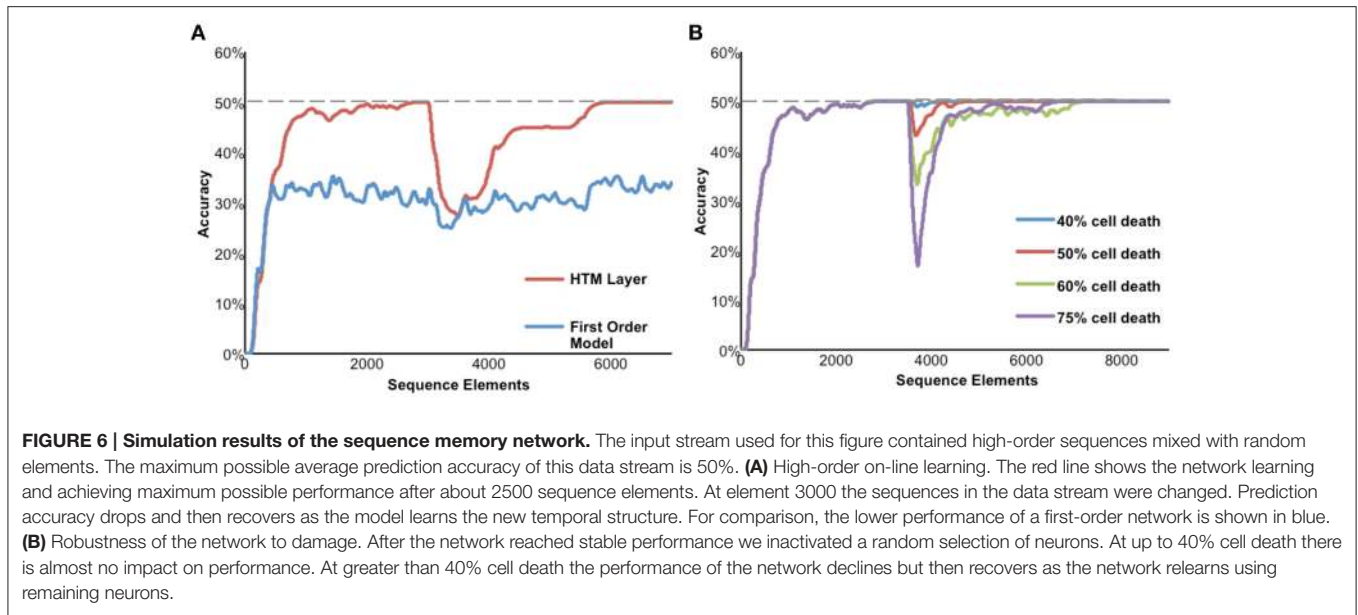 A
60%
50%
40%
30%
20%
10%
0%
Accuracy
0
2000
4000
6000
Sequence Elements
HTM Layer
First Order
Model
B
60%
50%
40%
30%
20%
10%
0%
Accuracy
0
2000
4000
6000
8000
Sequence Elements
40% cell death
50% cell death
60% cell death
75% cell death
FIGURE 6 | Simulation results of the sequence memory network. The input stream used for this figure contained high-order sequences mixed with random
elements. The maximum possible average prediction accuracy of this data stream is 50%. (A) High-order on-line learning. The red line shows the network learning
and achieving maximum possible performance after about 2500 sequence elements. At element 3000 the sequences in the data stream were changed. Prediction
accuracy drops and then recovers as the model learns the new temporal structure. For comparison, the lower performance of a first-order network is shown in blue.
(B) Robustness of the network to damage. After the network reached stable performance we inactivated a random selection of neurons. At up to 40% cell death there
is almost no impact on performance. At greater than 40% cell death the performance of the network declines but then recovers as the network relearns using
remaining neurons.